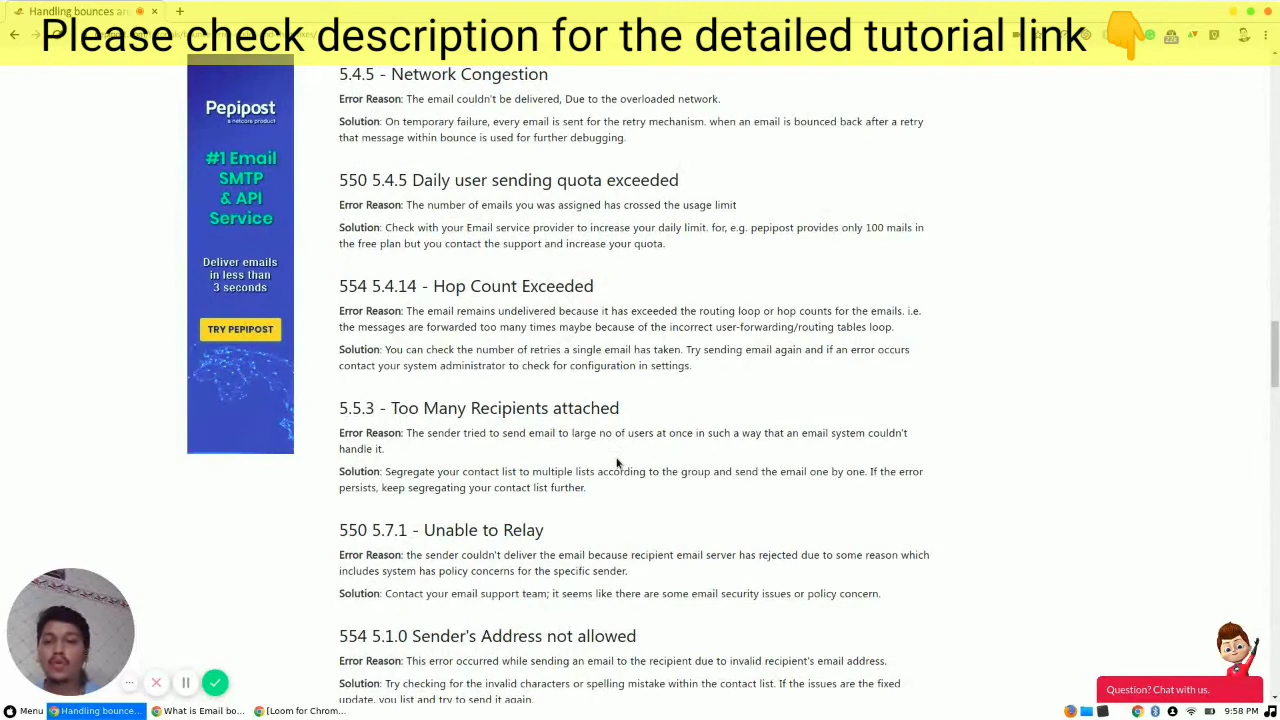 Handling bounces an
Please check description for the detailed tutorial link
5.4.5 - Network Congestion
Error Reason: The email couldn't be delivered, Due to the overloaded network.
Solution: On temporary failure, every email is sent for the retry mechanism. when an email is bounced back after a retry
that message within bounce is used for further debugging.
550 5.4.5 Daily user sending quota exceeded
Error Reason: The number of emails you was assigned has crossed the usage limit
Solution: Check with your Email service provider to increase your daily limit. for, e.g. pepipost provides only 100 mails in
the free plan but you contact the support and increase your quota.
554 5.4.14 - Hop Count Exceeded
Error Reason: The email remains undelivered because it has exceeded the routing loop or hop counts for the emails. i.e.
the messages are forwarded too many times maybe because of the incorrect user-forwarding/routing tables loop.
Solution: You can check the number of retries a single email has taken. Try sending email again and if an error occurs
contact your system administrator to check for configuration in settings.
5.5.3 - Too Many Recipients attached
Error Reason: The sender tried to send email to large no of users at once in such a way that an email system couldn't
handle it.
Solution: Segregate your contact list to multiple lists according to the group and send the email one by one. If the error
persists, keep segregating your contact list further.
550 5.7.1 - Unable to Relay
Error Reason: the sender couldn't deliver the email because recipient email server has rejected due to some reason which
includes system has policy concerns for the specific sender.
Solution: Contact your email support team; it seems like there are some email security issues or policy concern.
554 5.1.0 Sender's Address not allowed
Error Reason: This error occurred while sending an email to the recipient due to invalid recipient's email address.
Solution: Try checking for the invalid characters or spelling mistake within the contact list. If the issues are the fixed
update, you list and try to send it again.
Pepipost
a netcore product
#1 Email
SMTP
& API
Service
Deliver emails
in less than
3 seconds
TRY PEPIPOST
Question? Chat with us.
Menu
Handling bounce...
What is Email bo...
[Loom for Chrom...
9:58 PM